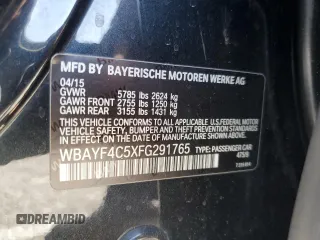 MFD BY BAYERISCHE MOTOREN WERKE AG
04/15
GVWR 5785 lbs 2624 kg
GAWR FRONT 2755 lbs 1250 kg
GAWR REAR 3155 lbs 1431 kg
THIS VEHICLE CONFORMS TO ALL APPLICABLE
U.S.FEDERAL MOTOR VEHICLE SAFETY, BUMPER,
AND THEFT PREVENTION STANDARDS
IN EFFECT ON THE DATE OF MANUFACTURE
SHOWN ABOVE.
WBAYF4C5XFG291765 TYPE: PASSENGER CAR
DREAMBID